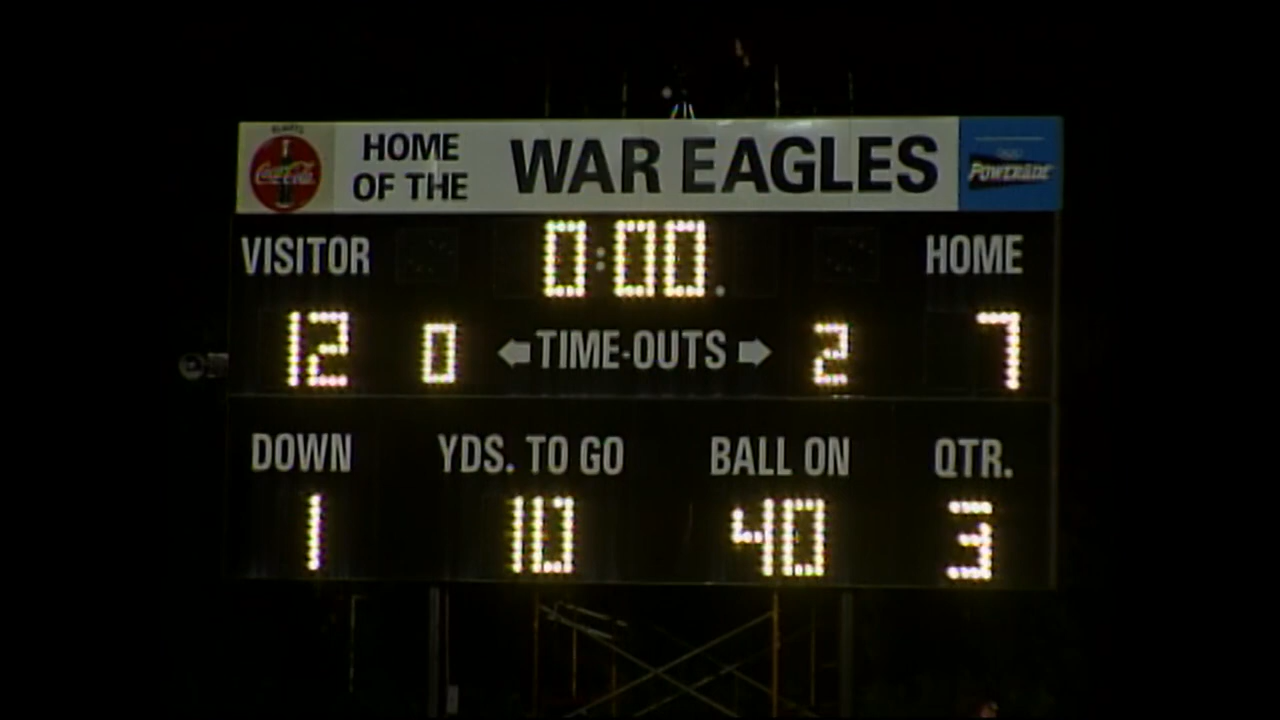 ALWAYS
Coca-Cola
HOME
OF THE
WAR EAGLES
POWERADE
VISITOR
0:00
HOME
12
0
TIME-OUTS
2
7
DOWN
YDS. TO GO
BALL ON
QTR.
1
10
40
3